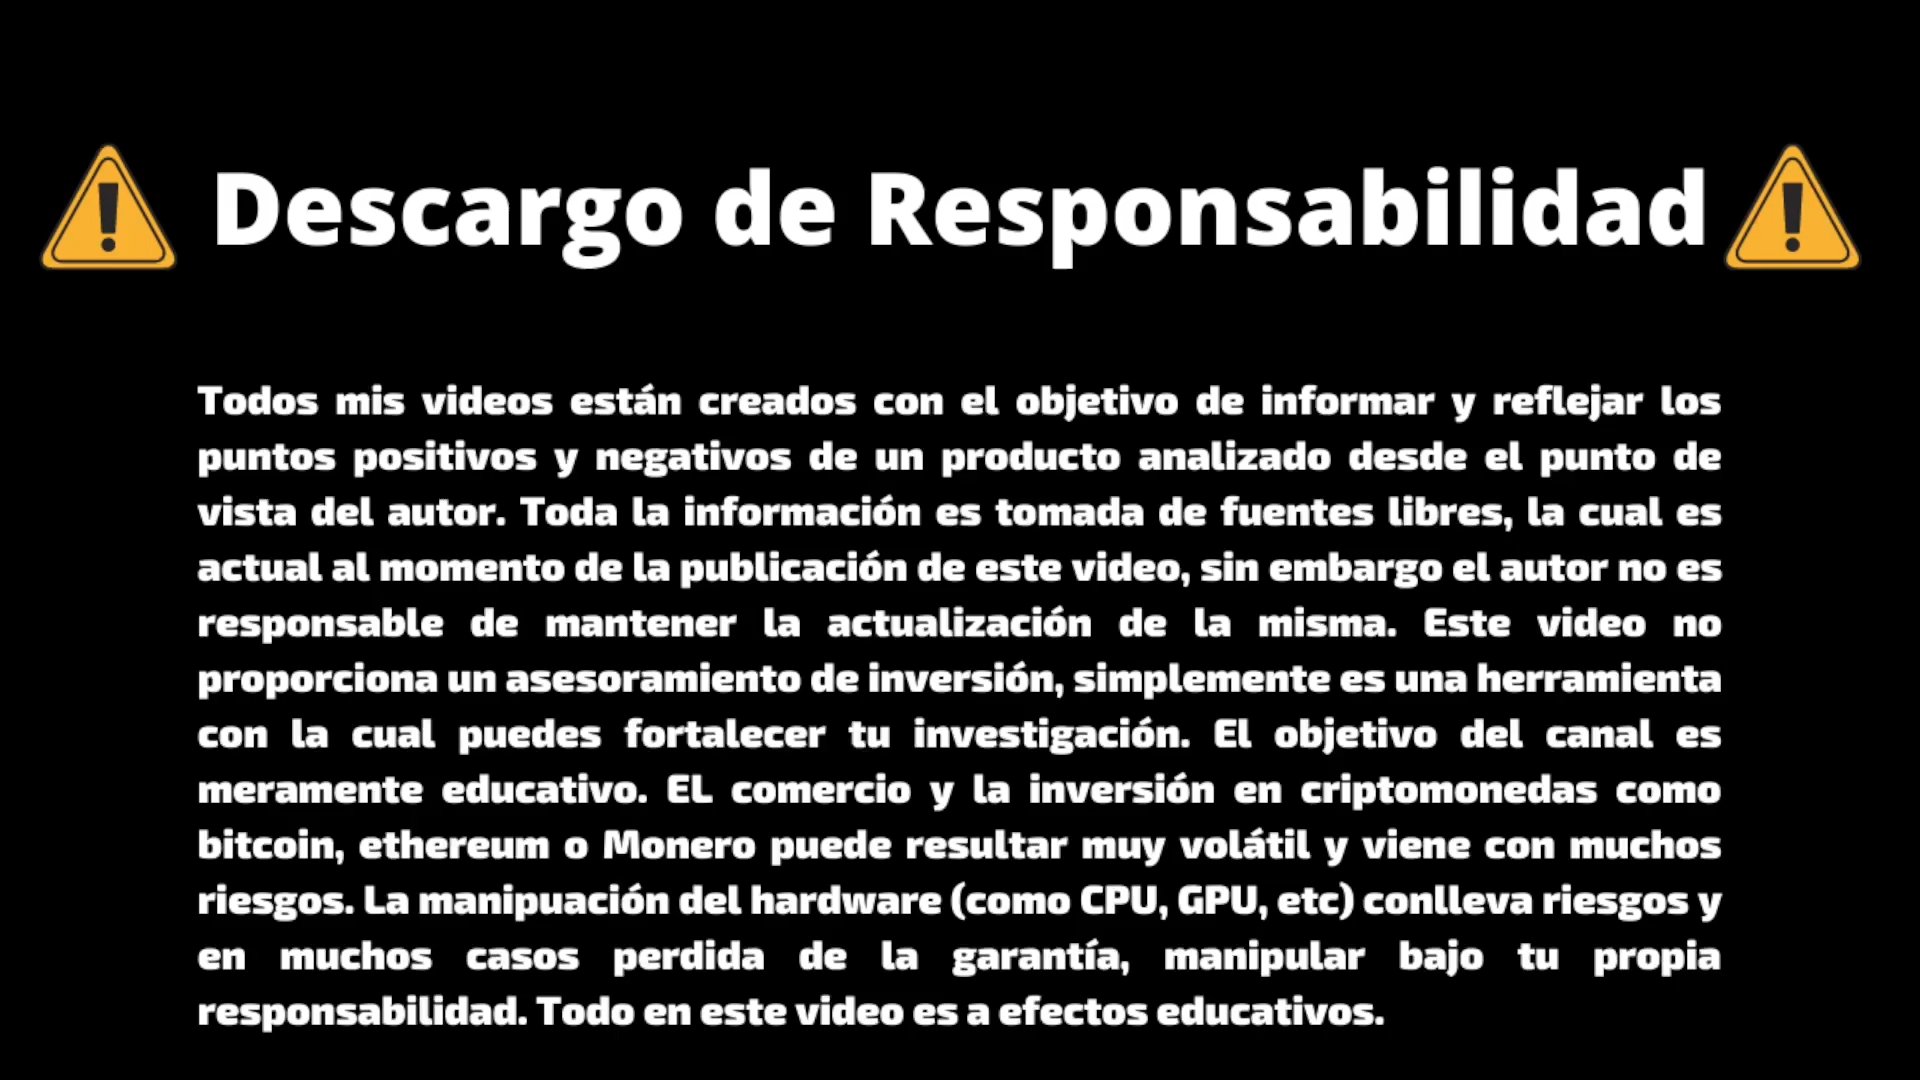 Descargo de Responsabilidad
Todos mis videos están creados con el objetivo de informar y reflejar los
puntos positivos y negativos de un producto analizado desde el punto de
vista del autor. Toda la información es tomada de fuentes libres, la cual es
actual al momento de la publicación de este video, sin embargo el autor no es
responsable de mantener la actualización de la misma. Este video no
proporciona un asesoramiento de inversión, simplemente es una herramienta
con la cual puedes fortalecer tu investigación. El objetivo del canal es
meramente educativo. EL comercio y la inversión en criptomonedas como
bitcoin, ethereum o Monero puede resultar muy volátil y viene con muchos
riesgos. La manipuación del hardware (como CPU, GPU, etc) conlleva riesgos y
en muchos casos perdida de la garantía, manipular bajo tu propia
responsabilidad. Todo en este video es a efectos educativos.